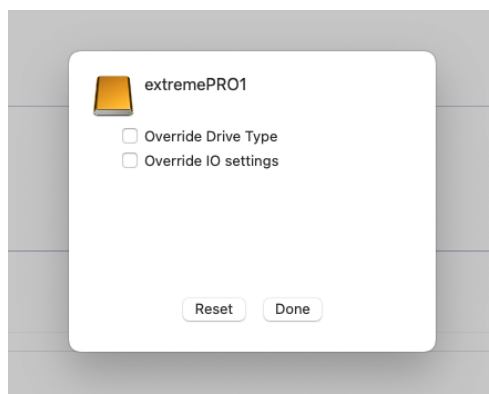 extremePRO1
Override Drive Type
Override IO settings
Reset Done